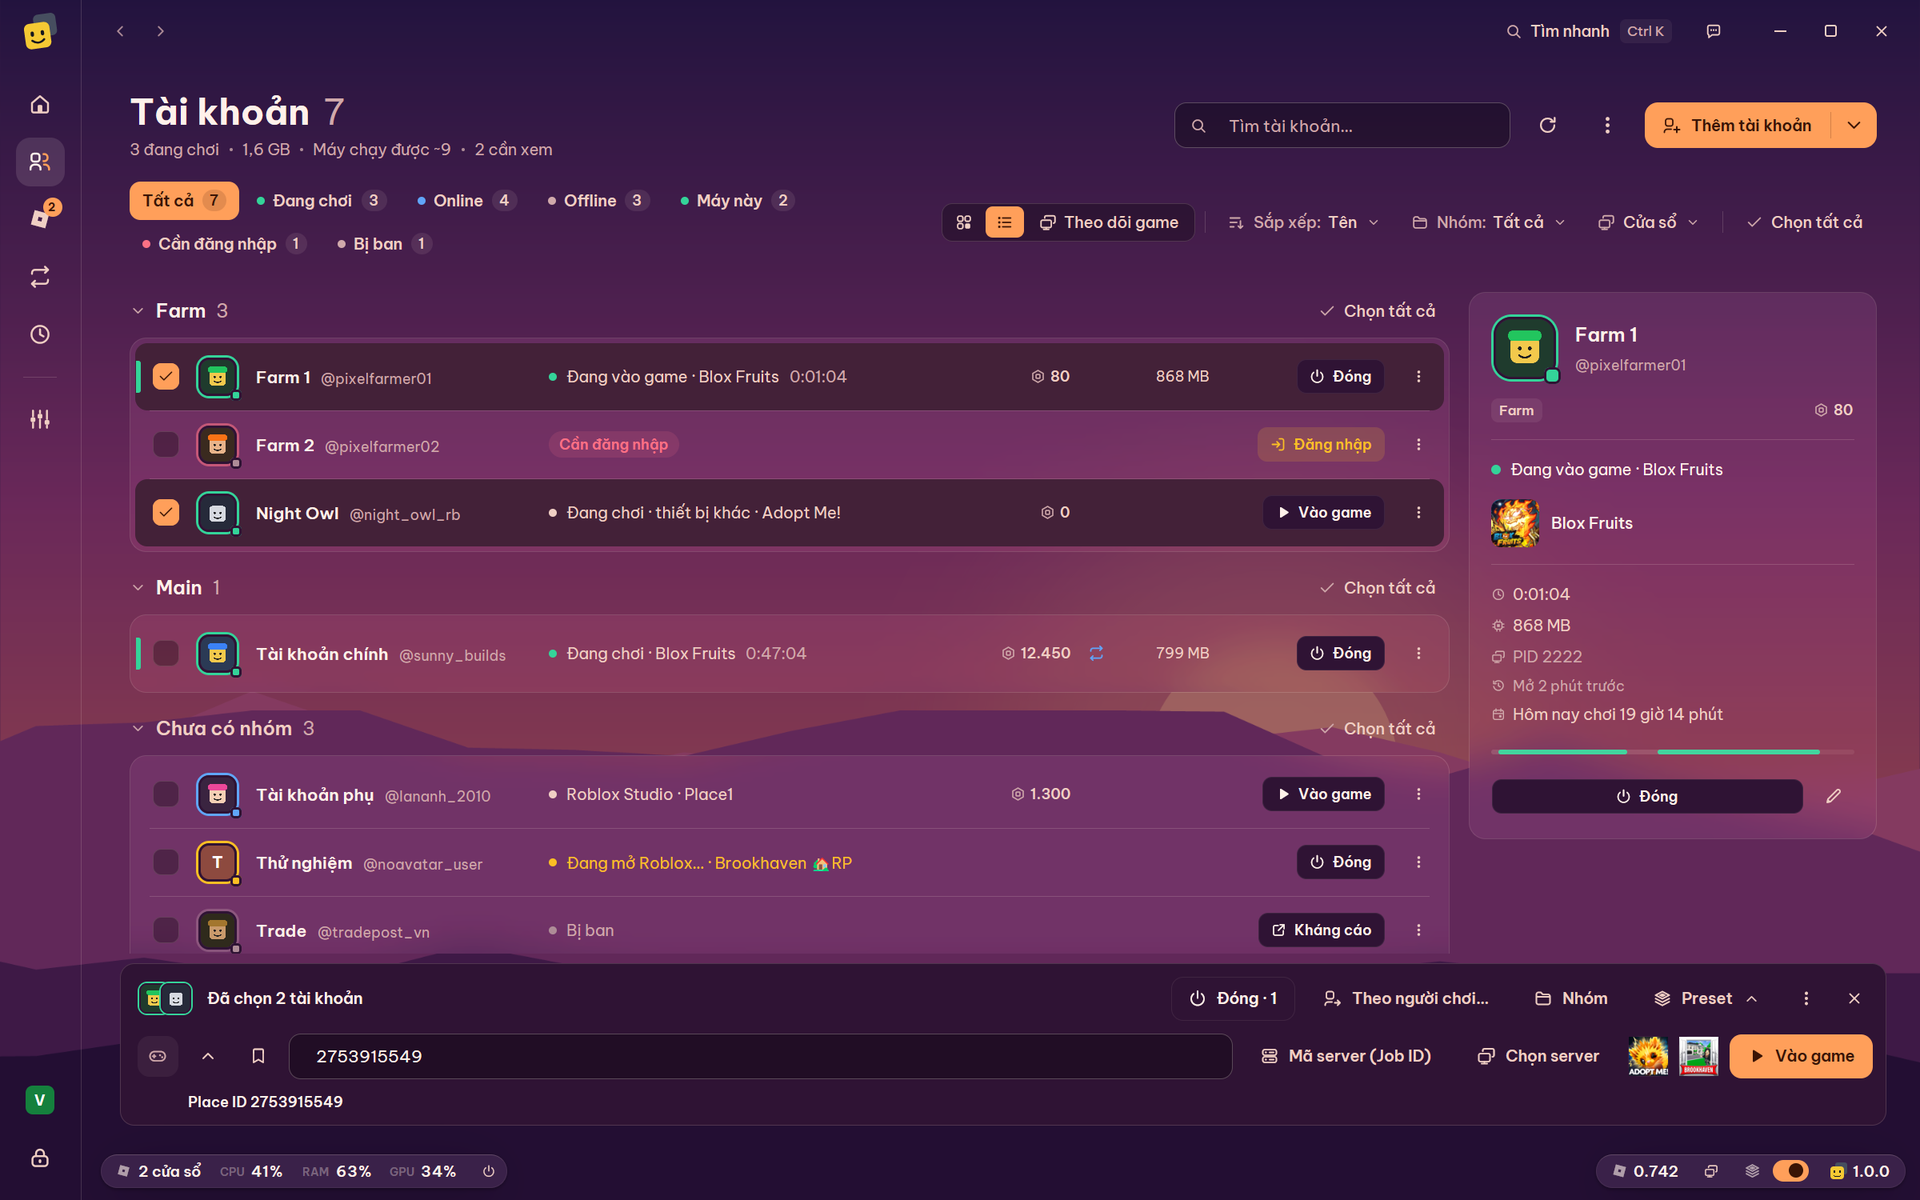 Tìm nhanh Ctrl K
Tài khoản 7
3 đang chơi • 1,6 GB • Máy chạy được ~9 • 2 cần xem
Tìm tài khoản...
Thêm tài khoản
Tất cả 7 Đang chơi 3 Online 4 Offline 3 Máy này 2
Cần đăng nhập 1 Bị ban 1
Theo dõi game Sắp xếp: Tên Nhóm: Tất cả Cửa sổ Chọn tất cả
2
Farm 3 Chọn tất cả
Farm 1 @pixelfarmer01 Đang vào game · Blox Fruits 0:01:04 80 868 MB Đóng
Farm 2 @pixelfarmer02 Cần đăng nhập Đăng nhập
Night Owl @night_owl_rb Đang chơi · thiết bị khác · Adopt Me! 0 Vào game
Main 1 Chọn tất cả
Tài khoản chính @sunny_builds Đang chơi · Blox Fruits 0:47:04 12.450 799 MB Đóng
Chưa có nhóm 3 Chọn tất cả
Tài khoản phụ @lananh_2010 Roblox Studio · Place1 1.300 Vào game
T Thử nghiệm @noavatar_user Đang mở Roblox... · Brookhaven 🏡RP Đóng
Trade @tradepost_vn Bị ban Kháng cáo
Farm 1
@pixelfarmer01
Farm 80
Đang vào game · Blox Fruits
BLOX FRUITS
Blox Fruits
0:01:04
868 MB
PID 2222
Mở 2 phút trước
Hôm nay chơi 19 giờ 14 phút
Đóng
Đã chọn 2 tài khoản Đóng · 1 Theo người chơi... Nhóm Preset
2753915549 Mã server (Job ID) Chọn server ADOPT ME! BROOKHAVEN Vào game
Place ID 2753915549
V
2 cửa sổ CPU 41% RAM 63% GPU 34%
0.742 1.0.0